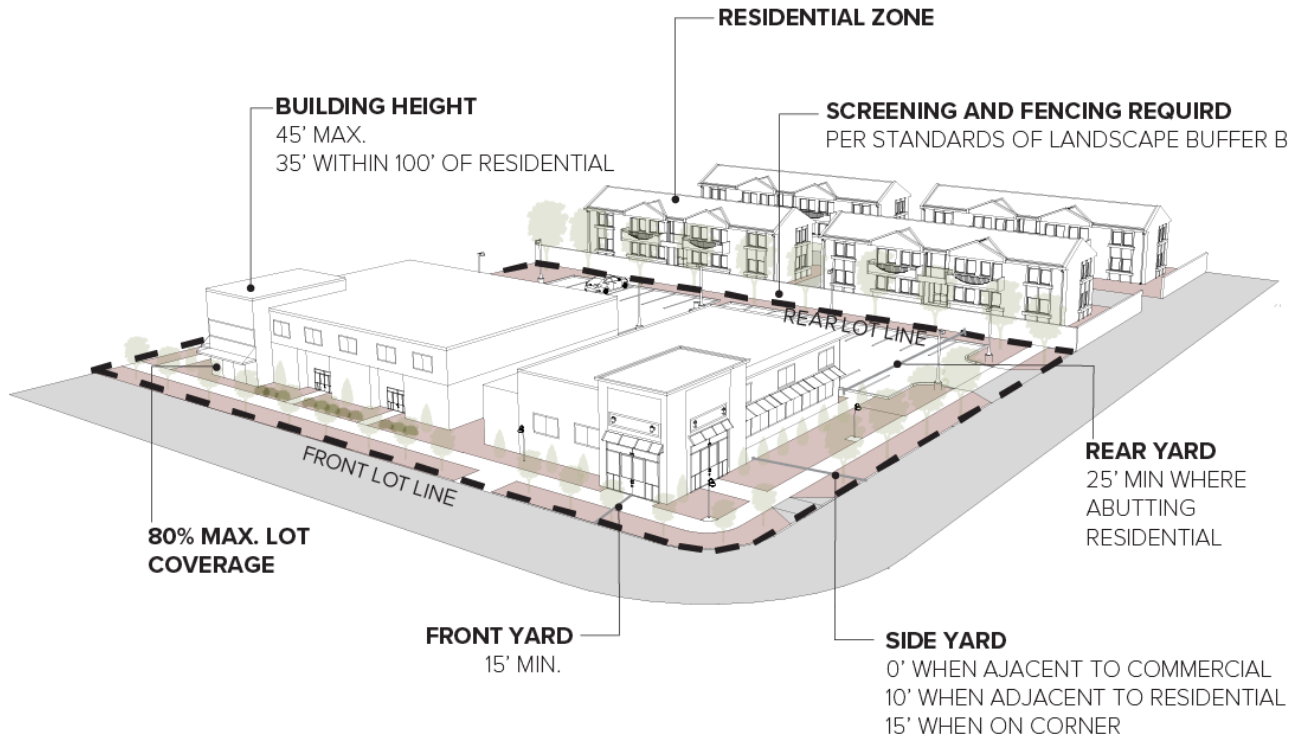 RESIDENTIAL ZONE
BUILDING HEIGHT
45’ MAX.
35’ WITHIN 100’ OF RESIDENTIAL
SCREENING AND FENCING REQUIRD
PER STANDARDS OF LANDSCAPE BUFFER B
REAR LOT LINE
FRONT LOT LINE
REAR YARD
25’ MIN WHERE
ABUTTING
RESIDENTIAL
80% MAX. LOT
COVERAGE
FRONT YARD
15’ MIN.
SIDE YARD
0’ WHEN AJACENT TO COMMERCIAL
10’ WHEN ADJACENT TO RESIDENTIAL
15’ WHEN ON CORNER